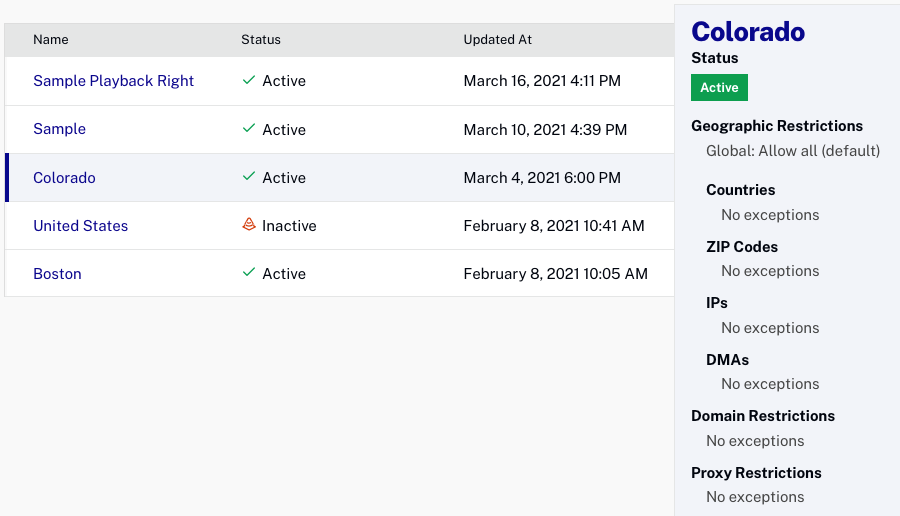 Name Status Updated At
Sample Playback Right Active March 16, 2021 4:11 PM
Sample Active March 10, 2021 4:39 PM
Colorado Active March 4, 2021 6:00 PM
United States Inactive February 8, 2021 10:41 AM
Boston Active February 8, 2021 10:05 AM
Colorado
Status
Active
Geographic Restrictions
Global: Allow all (default)
Countries
No exceptions
ZIP Codes
No exceptions
IPs
No exceptions
DMAs
No exceptions
Domain Restrictions
No exceptions
Proxy Restrictions
No exceptions